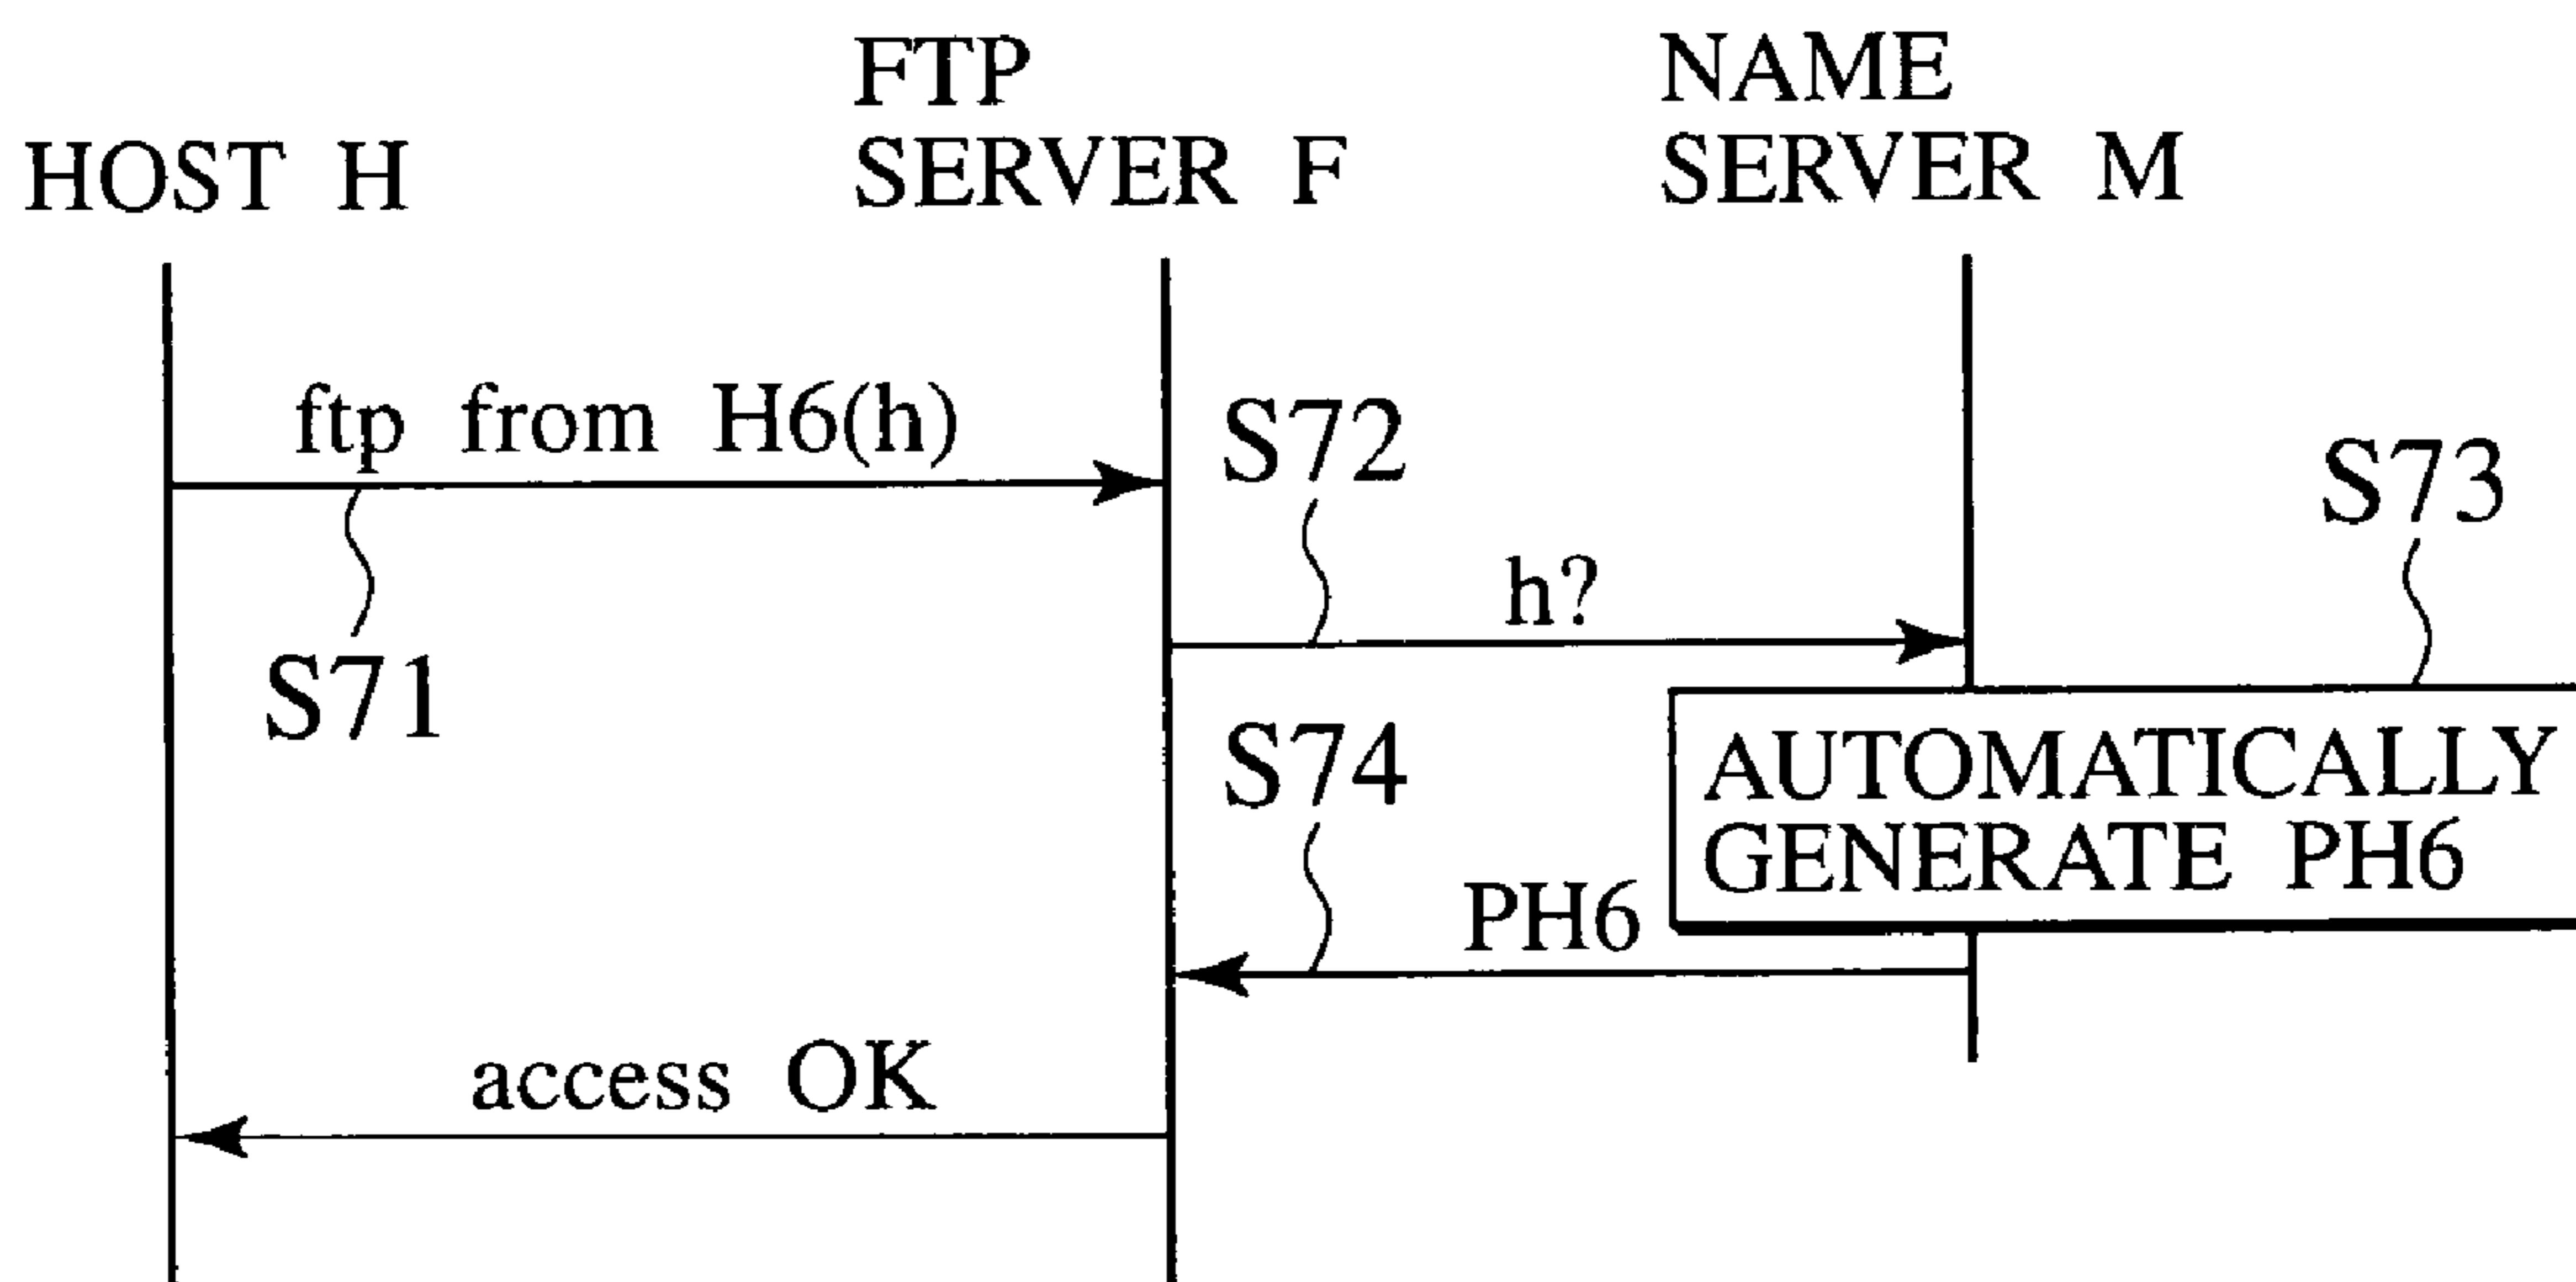 HOST H
FTP
SERVER F
NAME
SERVER M
ftp from H6(h)
S71
S72
h?
S73
AUTOMATICALLY
GENERATE PH6
S74
PH6
access OK